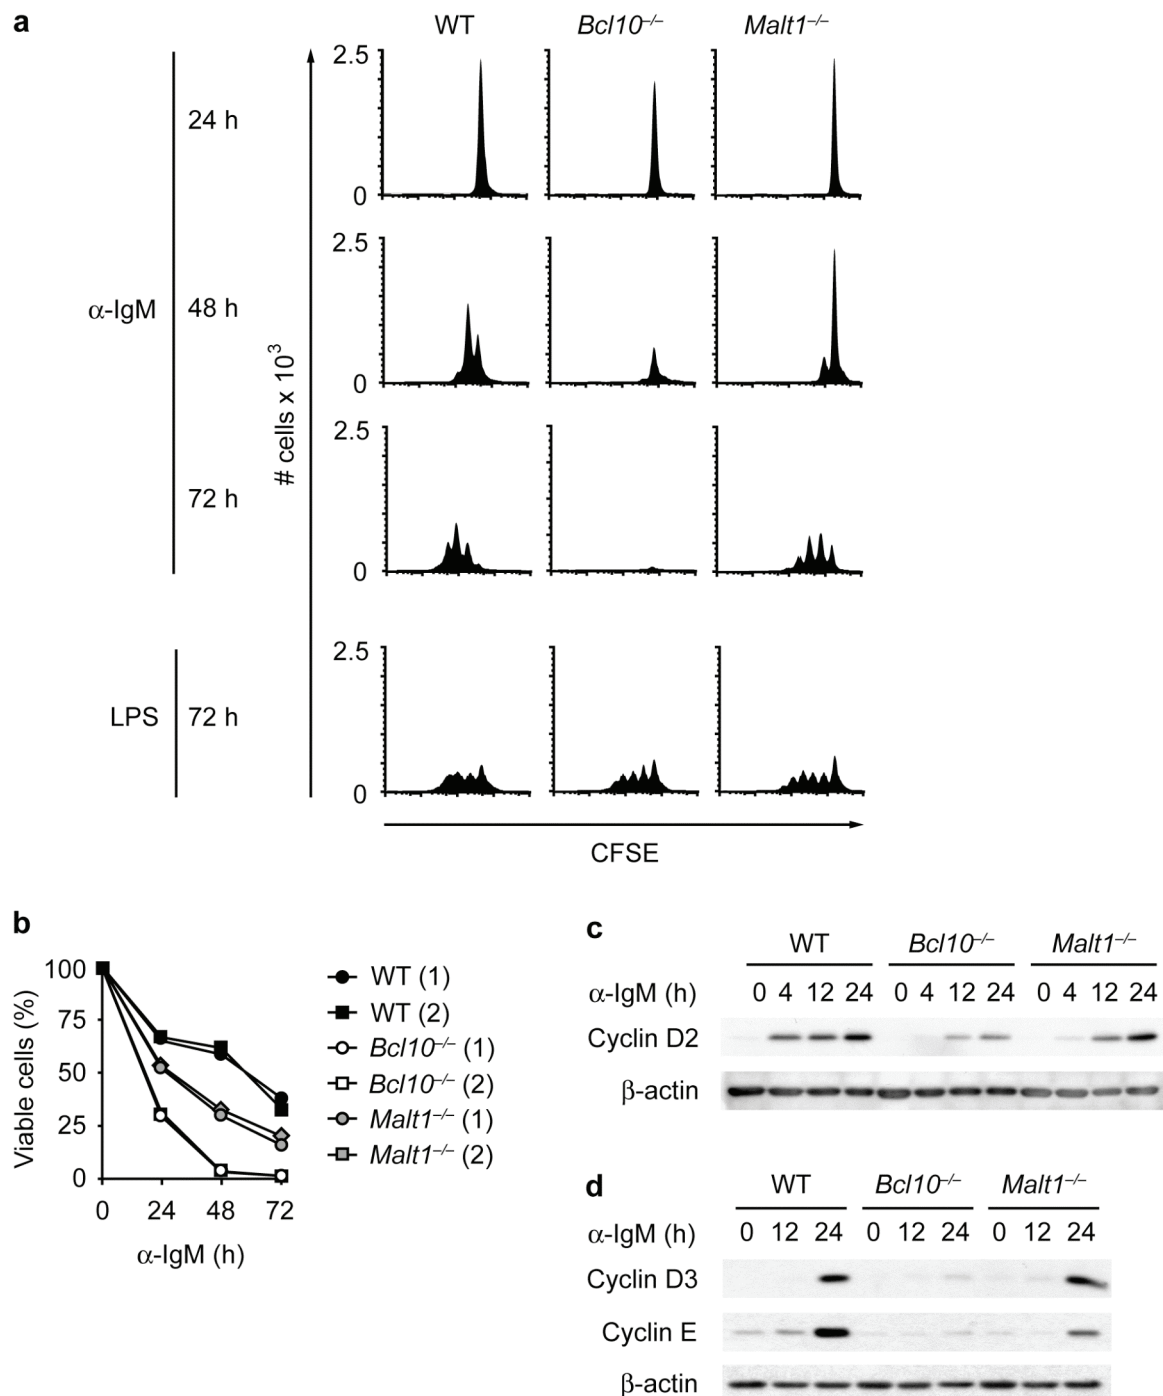 a
WT Bcl10–/– Malt1–/–
2.5
24 h
0
2.5
α-IgM 48 h
0
2.5
72 h
0
# cells x 10³
2.5
LPS 72 h
0
CFSE
b
Viable cells (%)
100
75
50
25
0
0 24 48 72
α-IgM (h)
WT (1)
WT (2)
Bcl10–/– (1)
Bcl10–/– (2)
Malt1–/– (1)
Malt1–/– (2)
c
WT Bcl10–/– Malt1–/–
α-IgM (h) 0 4 12 24 0 4 12 24 0 4 12 24
Cyclin D2
β-actin
d
WT Bcl10–/– Malt1–/–
α-IgM (h) 0 12 24 0 12 24 0 12 24
Cyclin D3
Cyclin E
β-actin